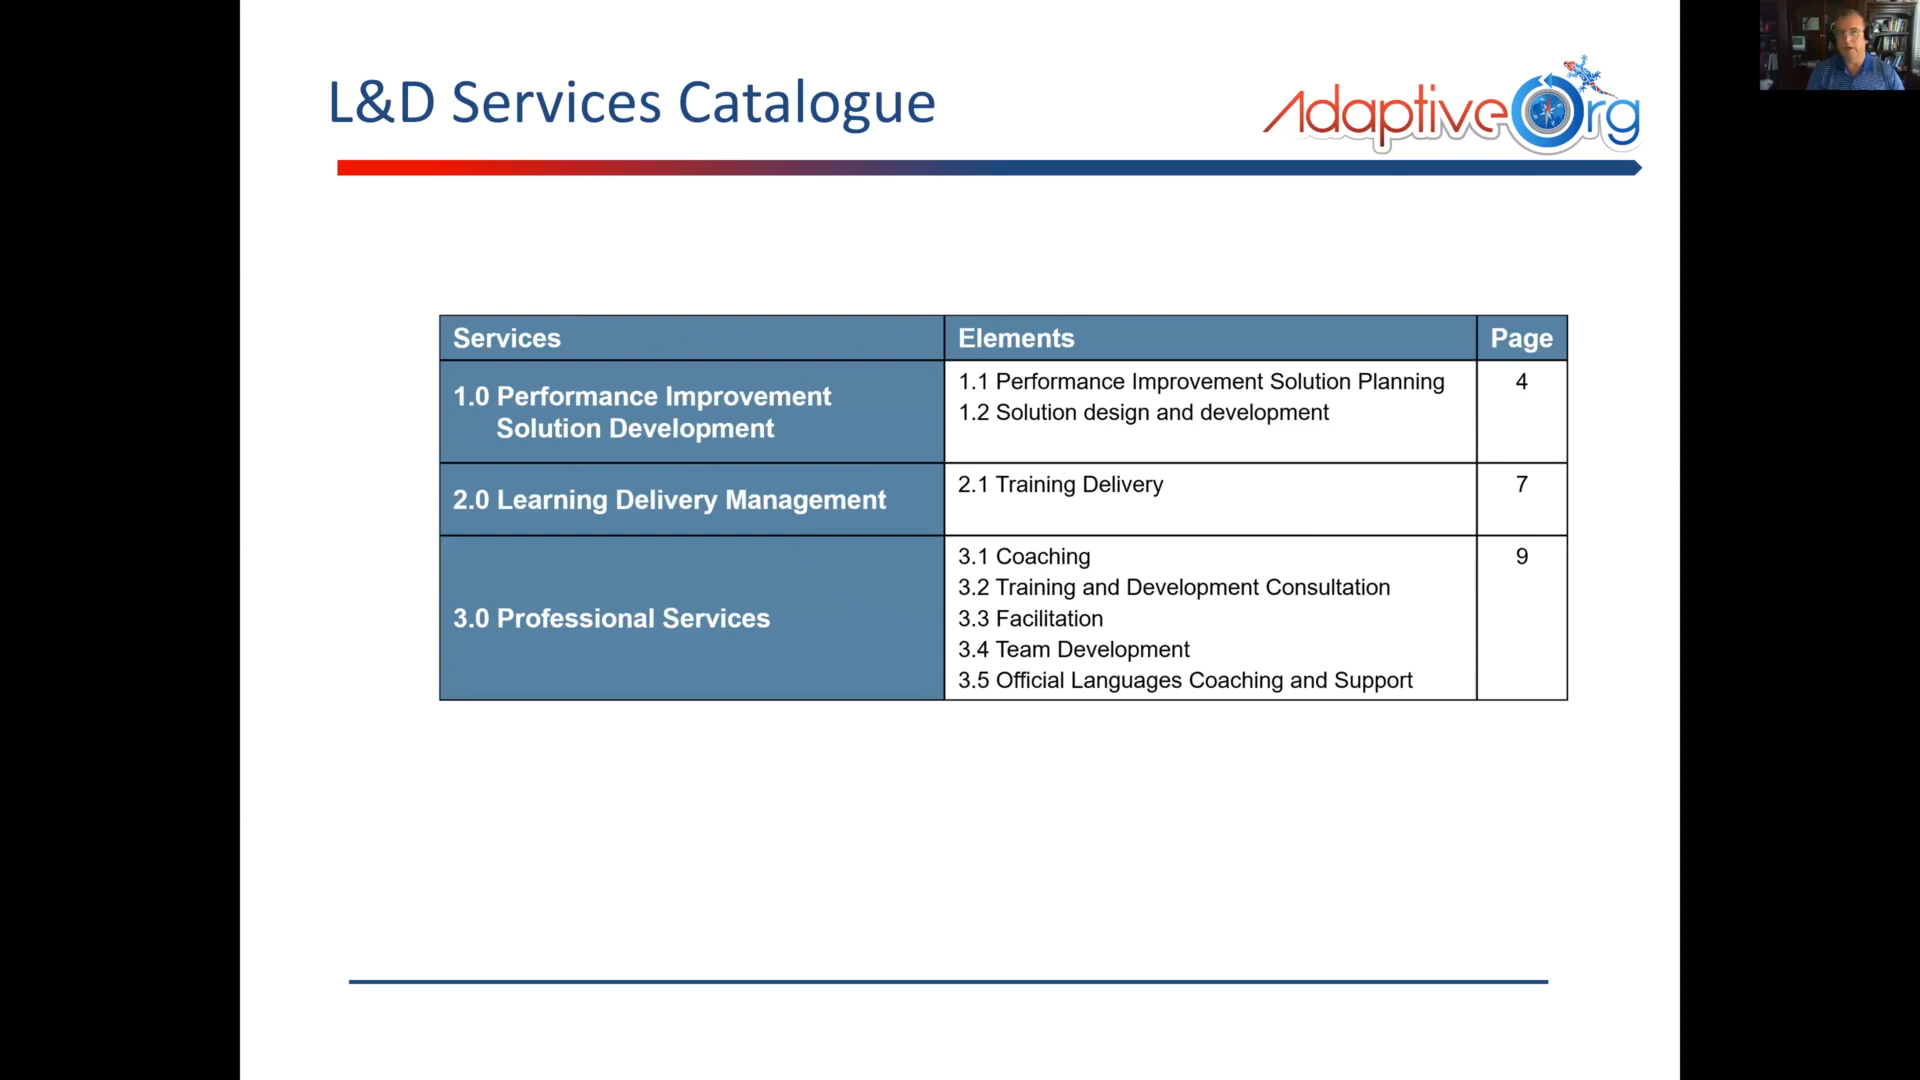 L&D Services Catalogue
AdaptiveOrg
Services Elements Page
1.0 Performance Improvement
Solution Development
1.1 Performance Improvement Solution Planning
1.2 Solution design and development
4
2.0 Learning Delivery Management
2.1 Training Delivery
7
3.0 Professional Services
3.1 Coaching
3.2 Training and Development Consultation
3.3 Facilitation
3.4 Team Development
3.5 Official Languages Coaching and Support
9